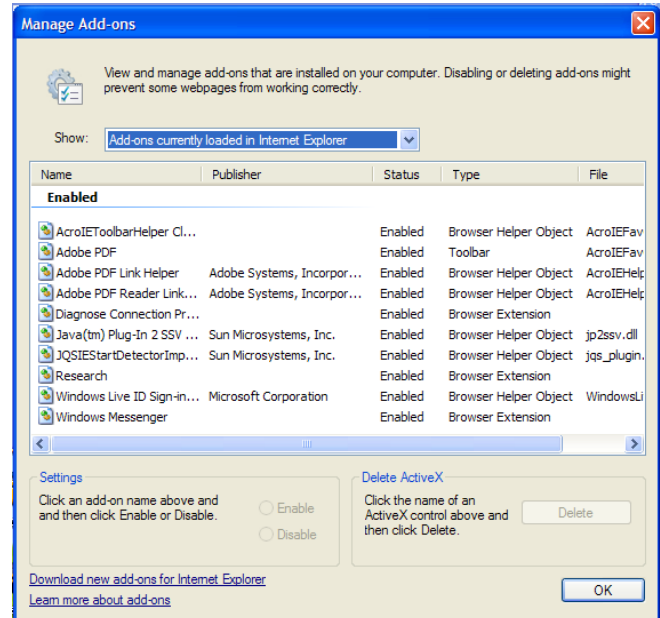 Manage Add-ons
View and manage add-ons that are installed on your computer. Disabling or deleting add-ons might
prevent some webpages from working correctly.
Show: Add-ons currently loaded in Internet Explorer
Name Publisher Status Type File
Enabled
AcroIEToolbarHelper Cl... Enabled Browser Helper Object AcroIEFav
Adobe PDF Enabled Toolbar AcroIEFav
Adobe PDF Link Helper Adobe Systems, Incorpor... Enabled Browser Helper Object AcroIEHelp
Adobe PDF Reader Link... Adobe Systems, Incorpor... Enabled Browser Helper Object AcroIEHelp
Diagnose Connection Pr... Enabled Browser Extension
Java(tm) Plug-In 2 SSV ... Sun Microsystems, Inc. Enabled Browser Helper Object jp2ssv.dll
JQSIEStartDetectorImp... Sun Microsystems, Inc. Enabled Browser Helper Object jqs_plugin.
Research Enabled Browser Extension
Windows Live ID Sign-in... Microsoft Corporation Enabled Browser Helper Object WindowsLi
Windows Messenger Enabled Browser Extension
Settings
Click an add-on name above and
and then click Enable or Disable.
Enable
Disable
Delete ActiveX
Click the name of an
ActiveX control above and
then click Delete.
Delete
Download new add-ons for Internet Explorer
Learn more about add-ons
OK